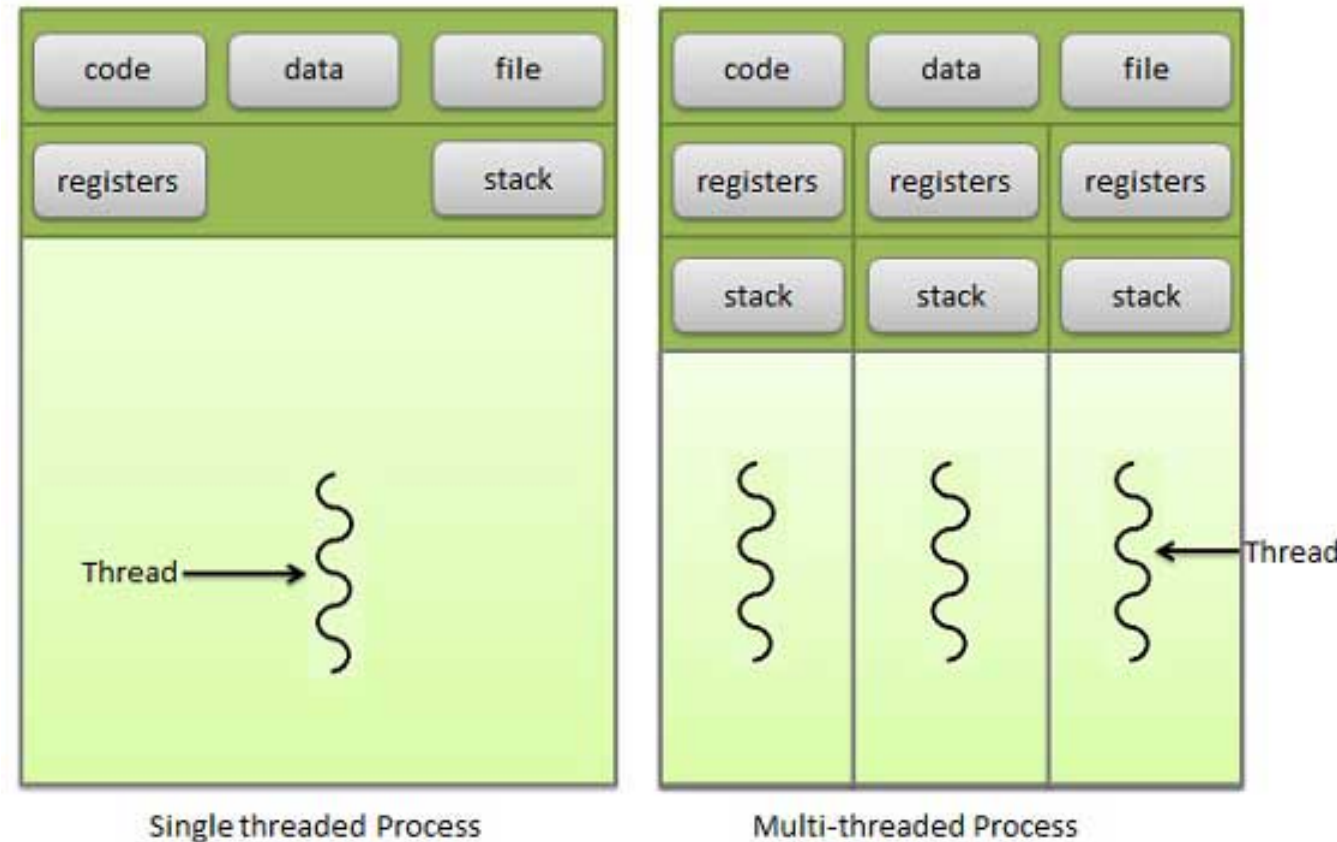 code data file
registers stack
Thread
Single threaded Process
code data file
registers registers registers
stack stack stack
Thread
Multi-threaded Process